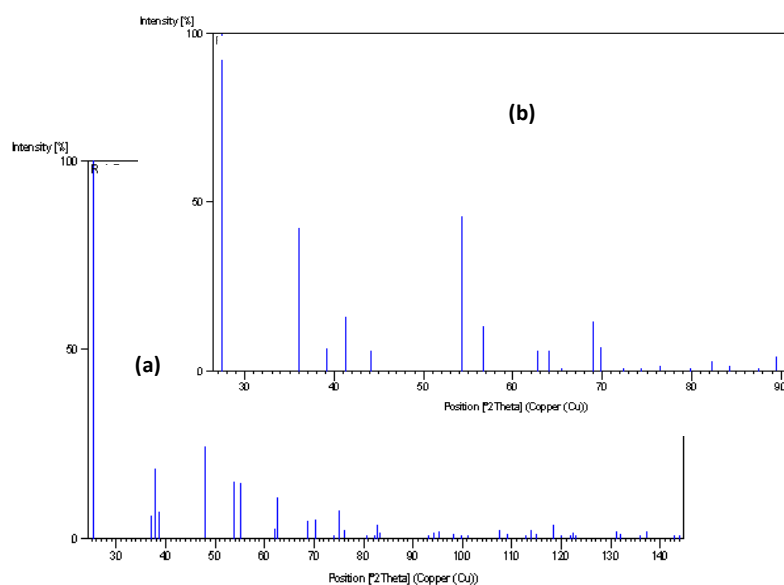 Intensity [%]
100
(b)
50
0
30 40 50 60 70 80 90
Position [°2Theta] (Copper (Cu))
Intensity [%]
100
R
50
(a)
0
30 40 50 60 70 80 90 100 110 120 130 140
Position [°2Theta] (Copper (Cu))